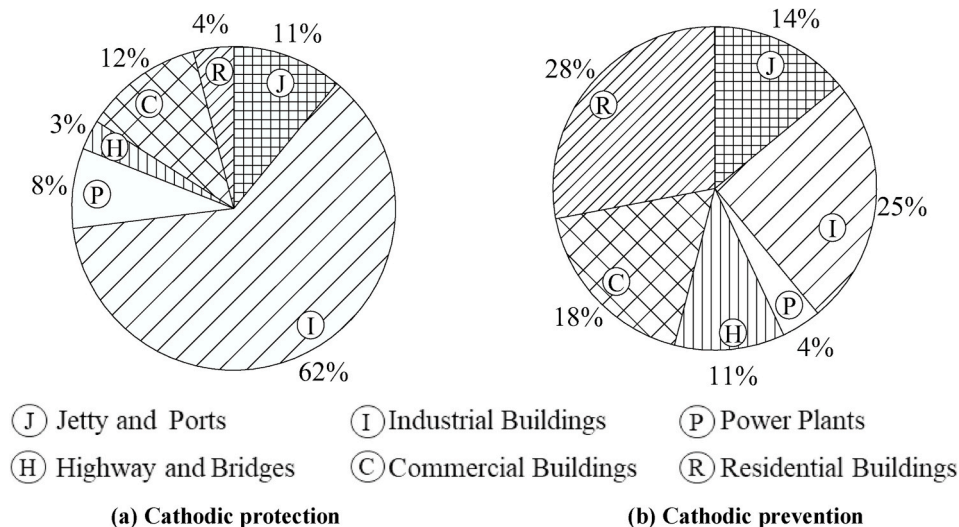 4%
11%
12%
R
J
C
3%
H
8%
P
I
62%
14%
28%
J
R
25%
I
C
P
18%
H
4%
11%
J Jetty and Ports
I Industrial Buildings
P Power Plants
H Highway and Bridges
C Commercial Buildings
R Residential Buildings
(a) Cathodic protection
(b) Cathodic prevention